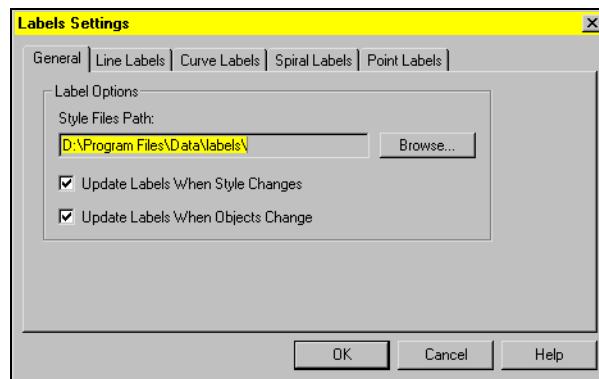 Labels Settings
General Line Labels Curve Labels Spiral Labels Point Labels
Label Options
Style Files Path:
D:\Program Files\Data\labels\
Browse...
Update Labels When Style Changes
Update Labels When Objects Change
OK Cancel Help